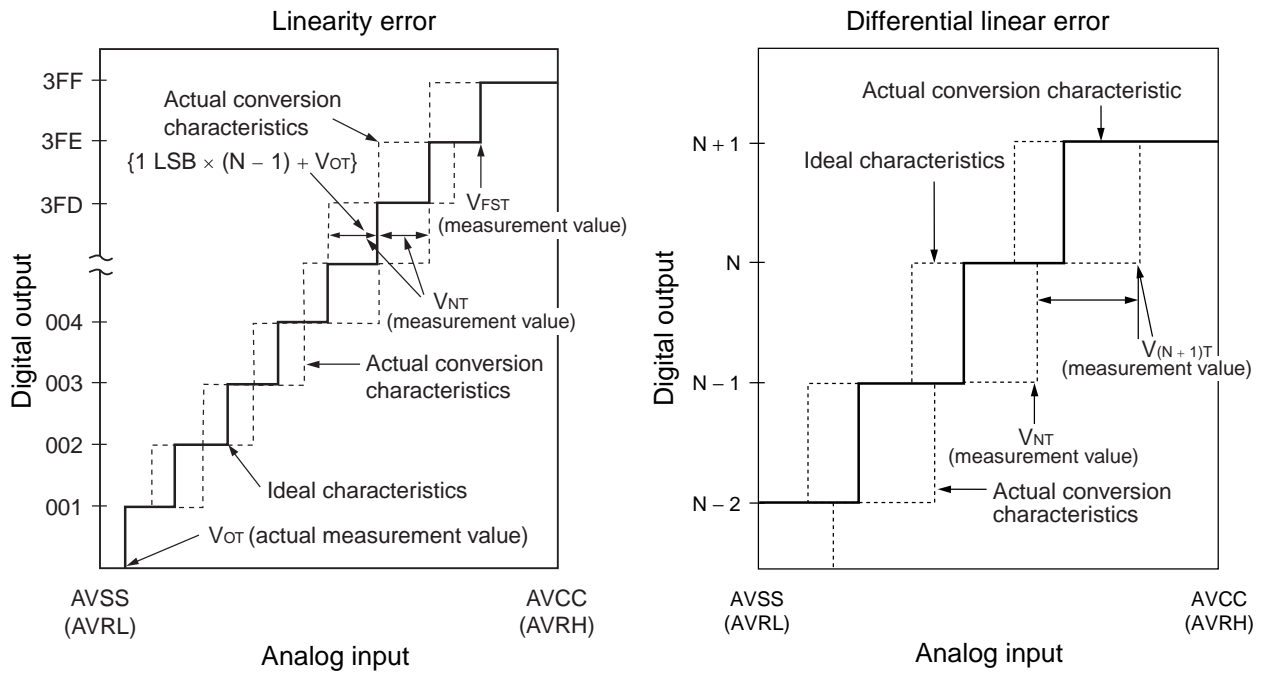 Linearity error
3FF
3FE
3FD
004
003
002
001
Digital output
Actual conversion
characteristics
{1 LSB × (N − 1) + VOT}
VFST
(measurement value)
VNT
(measurement value)
Actual conversion
characteristics
Ideal characteristics
VOT (actual measurement value)
AVSS
(AVRL)
AVCC
(AVRH)
Analog input
Differential linear error
N + 1
N
N − 1
N − 2
Digital output
Actual conversion characteristic
Ideal characteristics
V(N + 1)T
(measurement value)
VNT
(measurement value)
Actual conversion
characteristics
AVSS
(AVRL)
AVCC
(AVRH)
Analog input